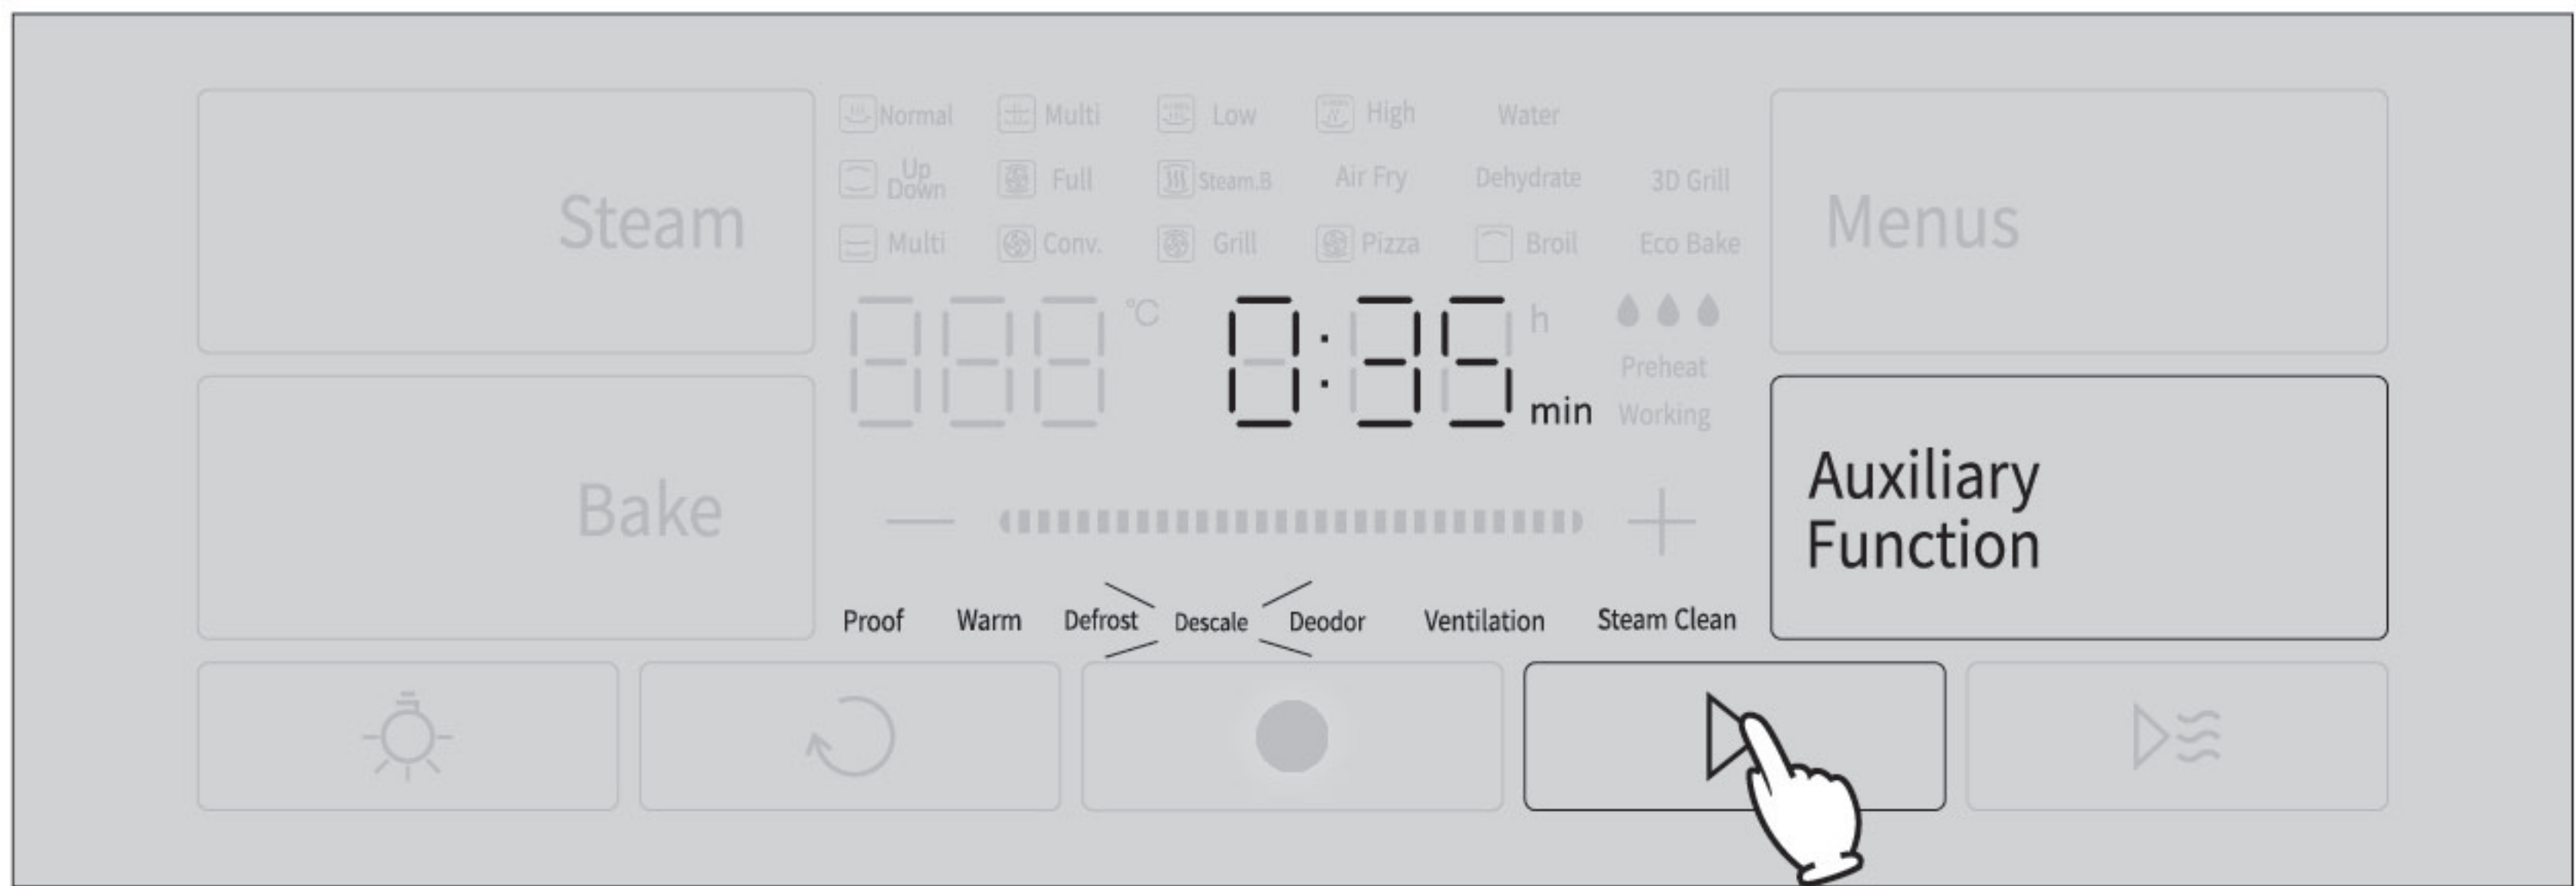 Steam
Normal Multi Low High Water
Up Down Full Steam.B Air Fry Dehydrate 3D Grill
Multi Conv. Grill Pizza Broil Eco Bake
Menus
888 ℃ 0:35 h
min
Preheat
Working
Bake
Auxiliary
Function
Proof Warm Defrost Descale Deodor Ventilation Steam Clean